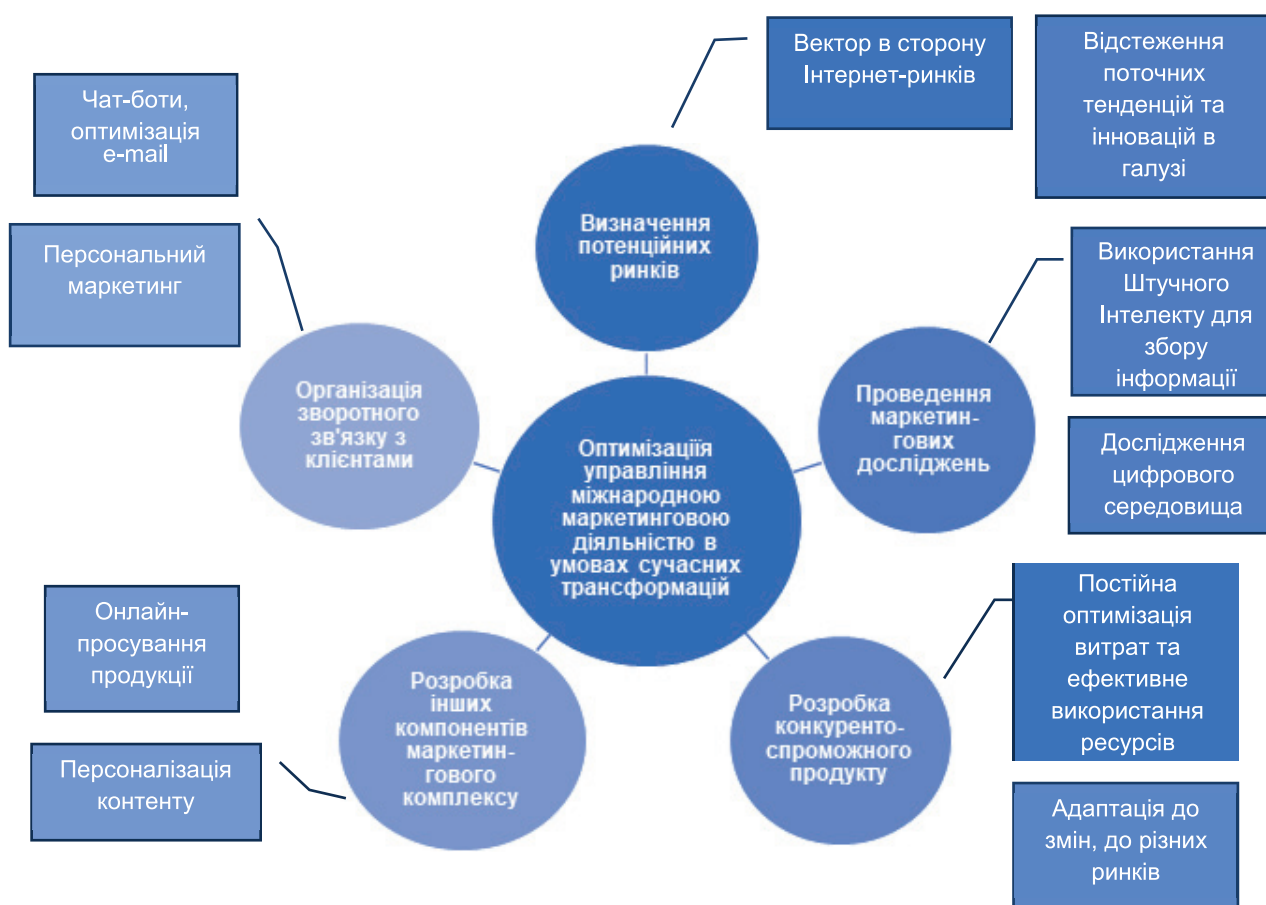 Вектор в сторону
Інтернет-ринків
Відстеження
поточних
тенденцій та
інновацій в
галузі
Чат-боти,
оптимізація
e-mail
Персональний
маркетинг
Визначення
потенційних
ринків
Використання
Штучного
Інтелекту для
збору
інформації
Організація
зворотного
зв'язку з
клієнтами
Проведення
маркетин-
гових
досліджень
Дослідження
цифрового
середовища
Оптимізаціїя
управління
міжнародною
маркетинговою
діяльністю в
умовах сучасних
трансформацій
Онлайн-
просування
продукції
Персоналізація
контенту
Розробка
інших
компонентів
маркетин-
гового
комплексу
Розробка
конкуренто-
спроможного
продукту
Постійна
оптимізація
витрат та
ефективне
використання
ресурсів
Адаптація до
змін, до різних
ринків